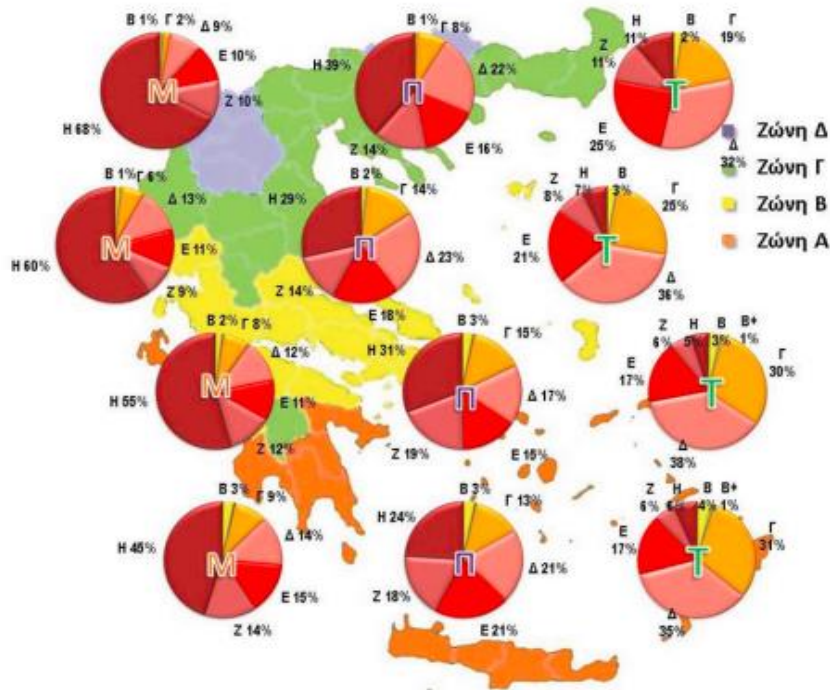 B 1% Γ 2%
Δ 9%
E 10%
Z 10%
H 68%
M
B 1%
Γ 8%
Δ 22%
E 16%
Z 14%
H 39%
Π
B
2%
Γ
19%
Δ
32%
E
25%
Z
11%
H
11%
T
Ζώνη Δ
Ζώνη Γ
Ζώνη Β
Ζώνη Α
B 1%
Γ 6%
Δ 13%
E 11%
Z 9%
H 60%
M
B 2%
Γ 14%
Δ 23%
E 18%
Z 14%
H 29%
Π
B
3%
Γ
25%
Δ
36%
E
21%
Z
8%
H
7%
T
B 2%
Γ 8%
Δ 12%
E 11%
Z 12%
H 55%
M
B 3%
Γ 15%
Δ 17%
E 15%
Z 19%
H 31%
Π
B
3%
B+
1%
Γ
30%
Δ
38%
E
17%
Z
6%
H
5%
T
B 3%
Γ 9%
Δ 14%
E 15%
Z 14%
H 45%
M
B 3%
Γ 13%
Δ 21%
E 21%
Z 18%
H 24%
Π
B
4%
B+
1%
Γ
31%
Δ
35%
E
17%
Z
6%
H
T